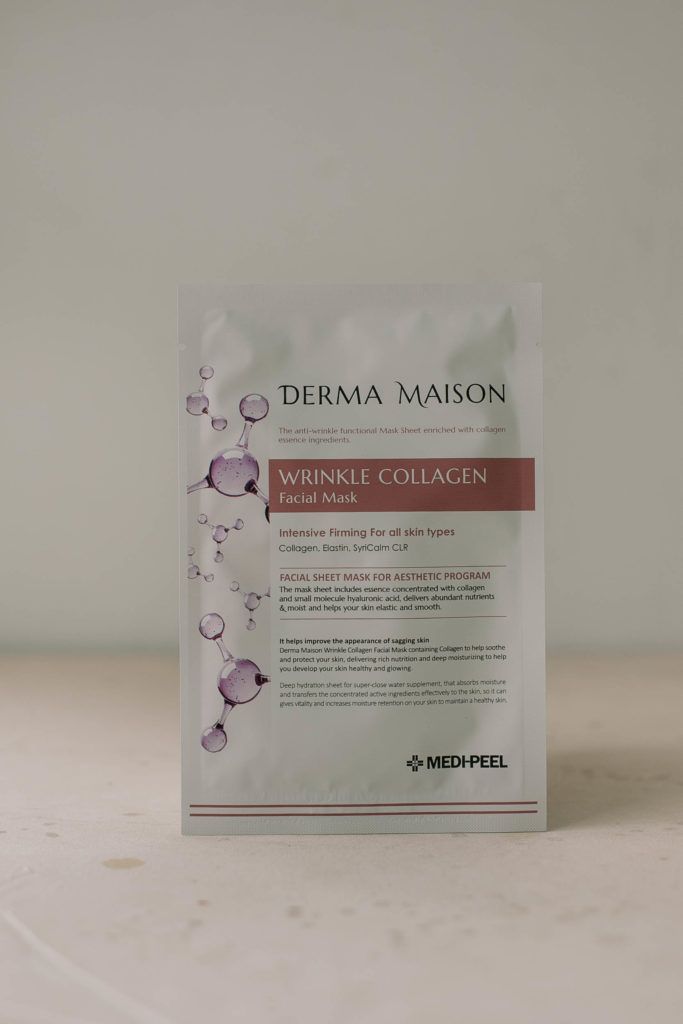 DERMA MAISON
The anti-wrinkle functional Mask Sheet enriched with collagen
essence ingredients.
WRINKLE COLLAGEN
Facial Mask
Intensive Firming For all skin types
Collagen, Elastin, SyriCalm CLR
FACIAL SHEET MASK FOR AESTHETIC PROGRAM
The mask sheet includes essence concentrated with collagen
and small molecule hyaluronic acid, delivers abundant nutrients
& moist and helps your skin elastic and smooth.
It helps improve the appearance of sagging skin
Derma Maison Wrinkle Collagen Facial Mask containing Collagen to help soothe
and protect your skin, delivering rich nutrition and deep moisturizing to help
you develop your skin healthy and glowing.
Deep hydration sheet for super-close water supplement, that absorbs moisture
and transfers the concentrated active ingredients effectively to the skin, so it can
gives vitality and increases moisture retention on your skin to maintain a healthy skin.
MEDI-PEEL